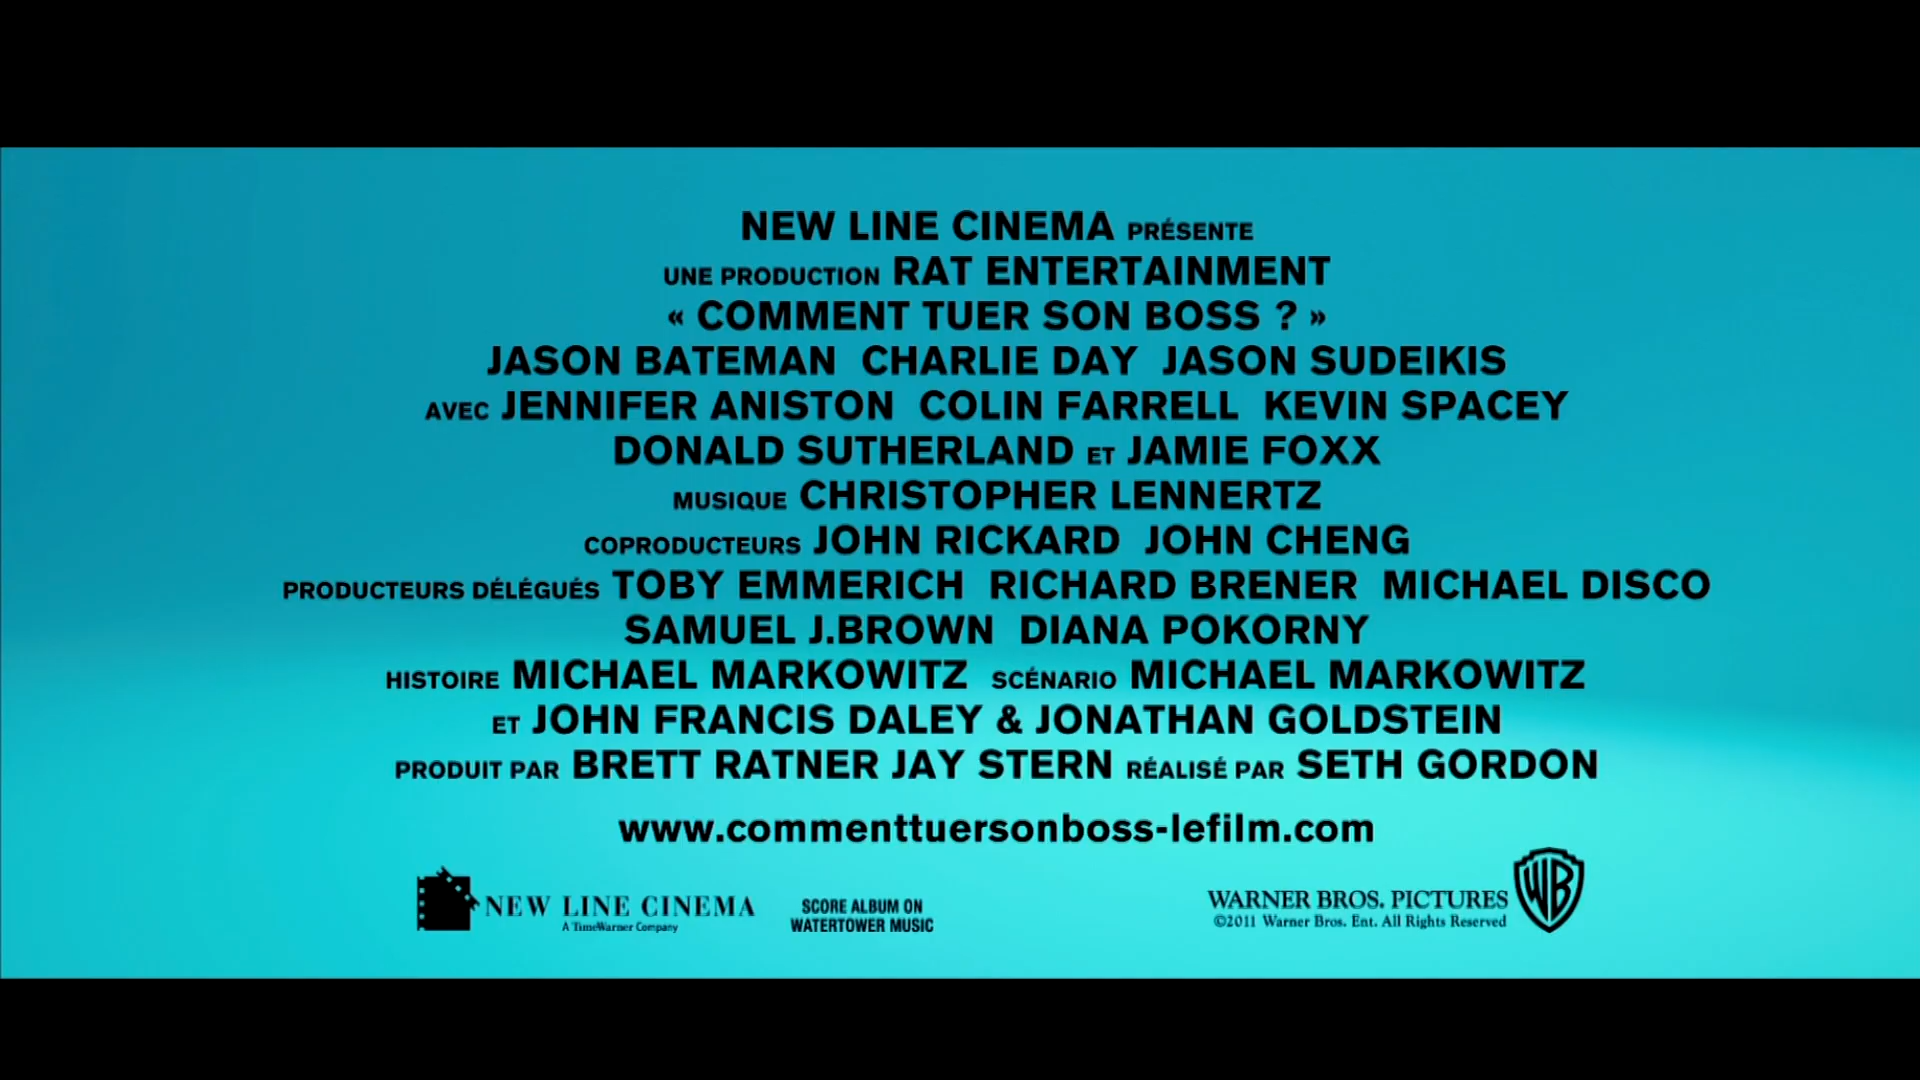 NEW LINE CINEMA PRÉSENTE
UNE PRODUCTION RAT ENTERTAINMENT
« COMMENT TUER SON BOSS ? »
JASON BATEMAN CHARLIE DAY JASON SUDEIKIS
AVEC JENNIFER ANISTON COLIN FARRELL KEVIN SPACEY
DONALD SUTHERLAND ET JAMIE FOXX
MUSIQUE CHRISTOPHER LENNERTZ
COPRODUCTEURS JOHN RICKARD JOHN CHENG
PRODUCTEURS DÉLÉGUÉS TOBY EMMERICH RICHARD BRENER MICHAEL DISCO
SAMUEL J.BROWN DIANA POKORNY
HISTOIRE MICHAEL MARKOWITZ SCÉNARIO MICHAEL MARKOWITZ
ET JOHN FRANCIS DALEY & JONATHAN GOLDSTEIN
PRODUIT PAR BRETT RATNER JAY STERN RÉALISÉ PAR SETH GORDON
www.commenttuersonboss-lefilm.com
NEW LINE CINEMA
A TimeWarner Company
SCORE ALBUM ON
WATERTOWER MUSIC
WARNER BROS. PICTURES
©2011 Warner Bros. Ent. All Rights Reserved
WB